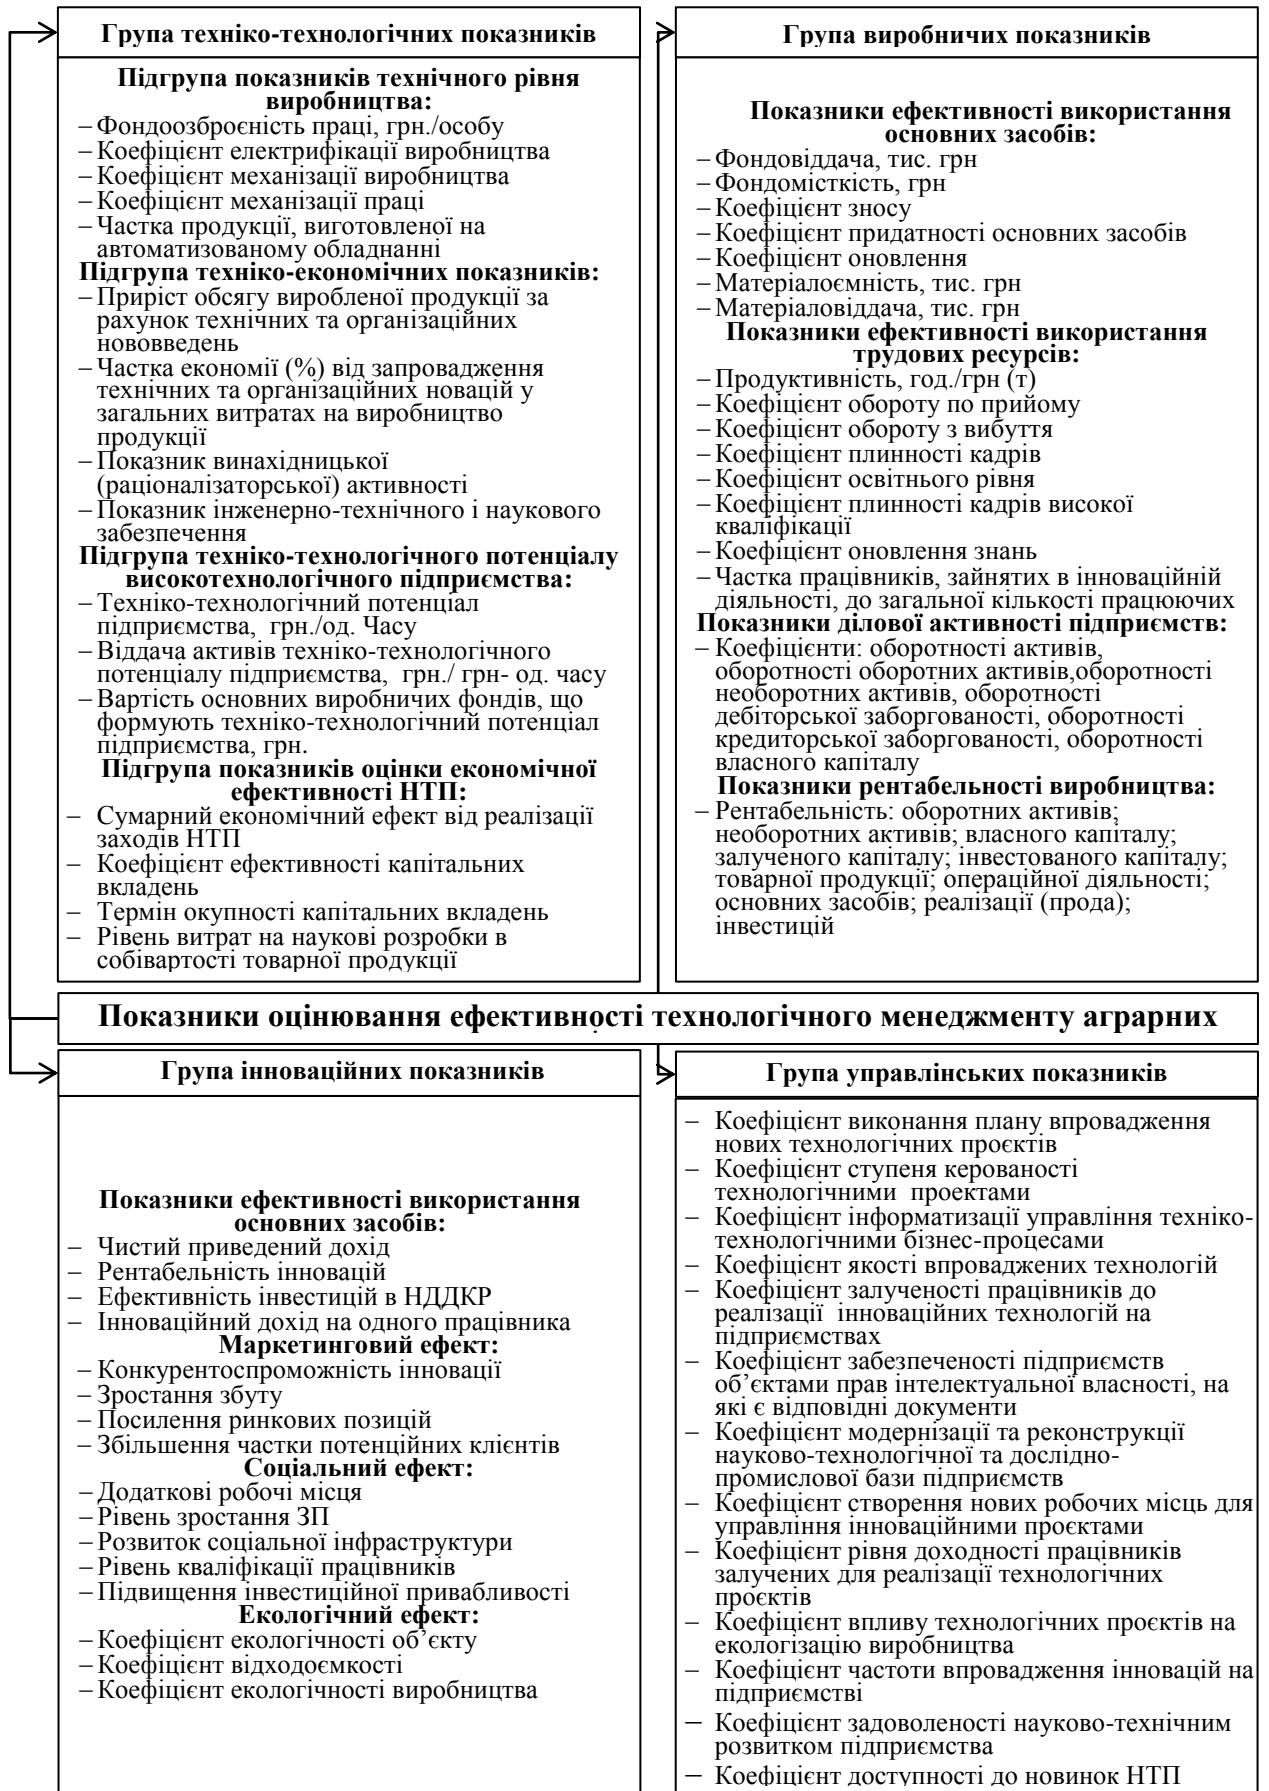 Група техніко-технологічних показників
Підгрупа показників технічного рівня
виробництва:
– Фондоозброєність праці, грн./особу
– Коефіцієнт електрифікації виробництва
– Коефіцієнт механізації виробництва
– Коефіцієнт механізації праці
– Частка продукції, виготовленої на
автоматизованому обладнанні
Підгрупа техніко-економічних показників:
– Приріст обсягу виробленої продукції за
рахунок технічних та організаційних
нововведень
– Частка економії (%) від запровадження
технічних та організаційних новацій у
загальних витратах на виробництво
продукції
– Показник винахідницької
(раціоналізаторської) активності
– Показник інженерно-технічного і наукового
забезпечення
Підгрупа техніко-технологічного потенціалу
високотехнологічного підприємства:
– Техніко-технологічний потенціал
підприємства, грн./од. Часу
– Віддача активів техніко-технологічного
потенціалу підприємства, грн./ грн- од. часу
– Вартість основних виробничих фондів, що
формують техніко-технологічний потенціал
підприємства, грн.
Підгрупа показників оцінки економічної
ефективності НТП:
– Сумарний економічний ефект від реалізації
заходів НТП
– Коефіцієнт ефективності капітальних
вкладень
– Термін окупності капітальних вкладень
– Рівень витрат на наукові розробки в
собівартості товарної продукції
Група виробничих показників
Показники ефективності використання
основних засобів:
– Фондовіддача, тис. грн
– Фондомісткість, грн
– Коефіцієнт зносу
– Коефіцієнт придатності основних засобів
– Коефіцієнт оновлення
– Матеріалоємність, тис. грн
– Матеріаловіддача, тис. грн
Показники ефективності використання
трудових ресурсів:
– Продуктивність, год./грн (т)
– Коефіцієнт обороту по прийому
– Коефіцієнт обороту з вибуття
– Коефіцієнт плинності кадрів
– Коефіцієнт освітнього рівня
– Коефіцієнт плинності кадрів високої
кваліфікації
– Коефіцієнт оновлення знань
– Частка працівників, зайнятих в інноваційній
діяльності, до загальної кількості працюючих
Показники ділової активності підприємств:
– Коефіцієнти: оборотності активів,
оборотності оборотних активів,оборотності
необоротних активів, оборотності
дебіторської заборгованості, оборотності
кредиторської заборгованості, оборотності
власного капіталу
Показники рентабельності виробництва:
– Рентабельність: оборотних активів;
необоротних активів; власного капіталу;
залученого капіталу; інвестованого капіталу;
товарної продукції; операційної діяльності;
основних засобів; реалізації (прода);
інвестицій
Показники оцінювання ефективності технологічного менеджменту аграрних
Група інноваційних показників
Показники ефективності використання
основних засобів:
– Чистий приведений дохід
– Рентабельність інновацій
– Ефективність інвестицій в НДДКР
– Інноваційний дохід на одного працівника
Маркетинговий ефект:
– Конкурентоспроможність інновації
– Зростання збуту
– Посилення ринкових позицій
– Збільшення частки потенційних клієнтів
Соціальний ефект:
– Додаткові робочі місця
– Рівень зростання ЗП
– Розвиток соціальної інфраструктури
– Рівень кваліфікації працівників
– Підвищення інвестиційної привабливості
Екологічний ефект:
– Коефіцієнт екологічності об’єкту
– Коефіцієнт відходоємкості
– Коефіцієнт екологічності виробництва
Група управлінських показників
– Коефіцієнт виконання плану впровадження
нових технологічних проєктів
– Коефіцієнт ступеня керованості
технологічними проектами
– Коефіцієнт інформатизації управління техніко-
технологічними бізнес-процесами
– Коефіцієнт якості впроваджених технологій
– Коефіцієнт залученості працівників до
реалізації інноваційних технологій на
підприємствах
– Коефіцієнт забезпеченості підприємств
об’єктами прав інтелектуальної власності, на
які є відповідні документи
– Коефіцієнт модернізації та реконструкції
науково-технологічної та дослідно-
промислової бази підприємств
– Коефіцієнт створення нових робочих місць для
управління інноваційними проєктами
– Коефіцієнт рівня доходності працівників
залучених для реалізації технологічних
проєктів
– Коефіцієнт впливу технологічних проєктів на
екологізацію виробництва
– Коефіцієнт частоти впровадження інновацій на
підприємстві
– Коефіцієнт задоволеності науково-технічним
розвитком підприємства
– Коефіцієнт доступності до новинок НТП